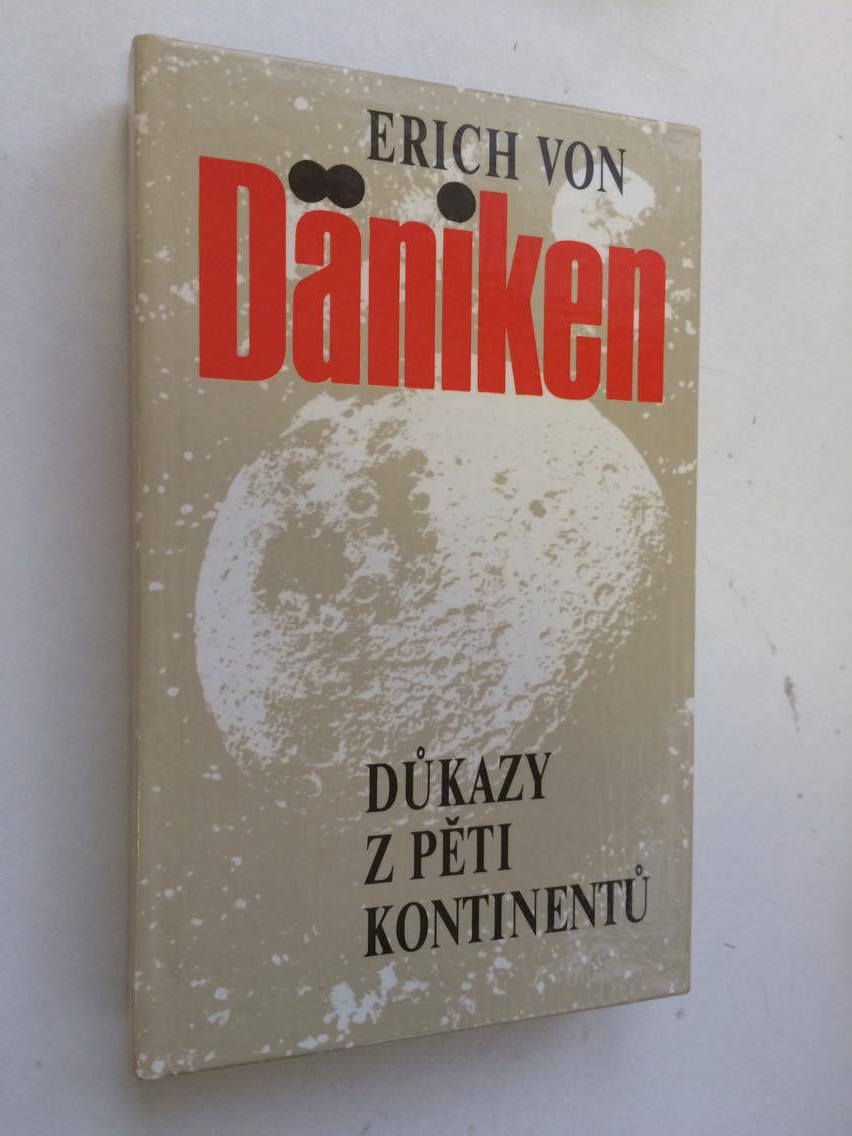 ERICH VON
Däniken
DŮKAZY
Z PĚTI
KONTINENTŮ